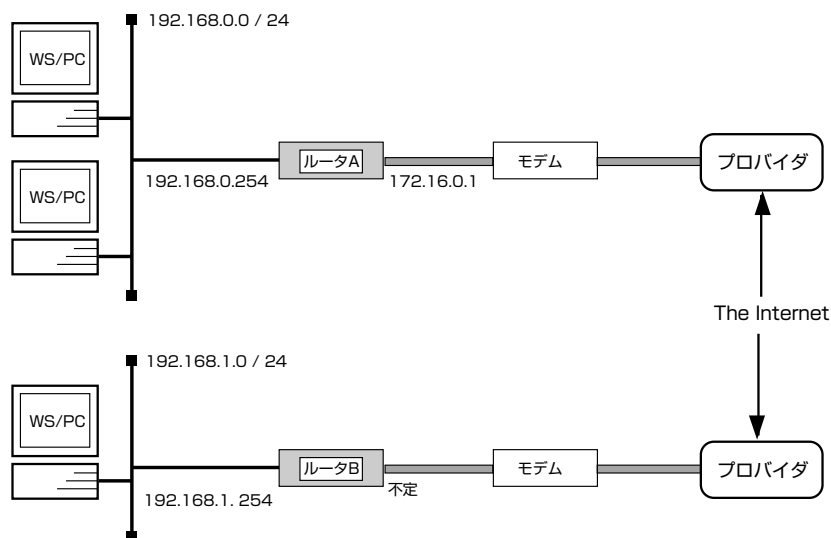 192.168.0.0 / 24
WS/PC
ルータA
モデム
プロバイダ
192.168.0.254
172.16.0.1
WS/PC
The Internet
192.168.1.0 / 24
WS/PC
ルータB
モデム
プロバイダ
192.168.1. 254
不定